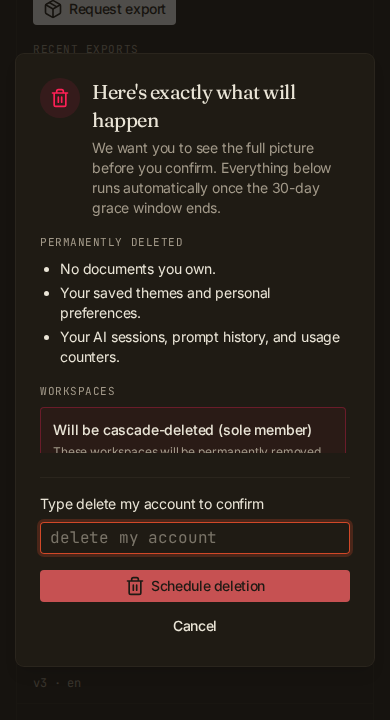 Request export
RECENT EXPORTS
Here's exactly what will
happen
We want you to see the full picture
before you confirm. Everything below
runs automatically once the 30-day
grace window ends.
PERMANENTLY DELETED
No documents you own.
Your saved themes and personal
preferences.
Your AI sessions, prompt history, and usage
counters.
WORKSPACES
Will be cascade-deleted (sole member)
These workspaces will be permanently removed
Type delete my account to confirm
delete my account
Schedule deletion
Cancel
v3 - en